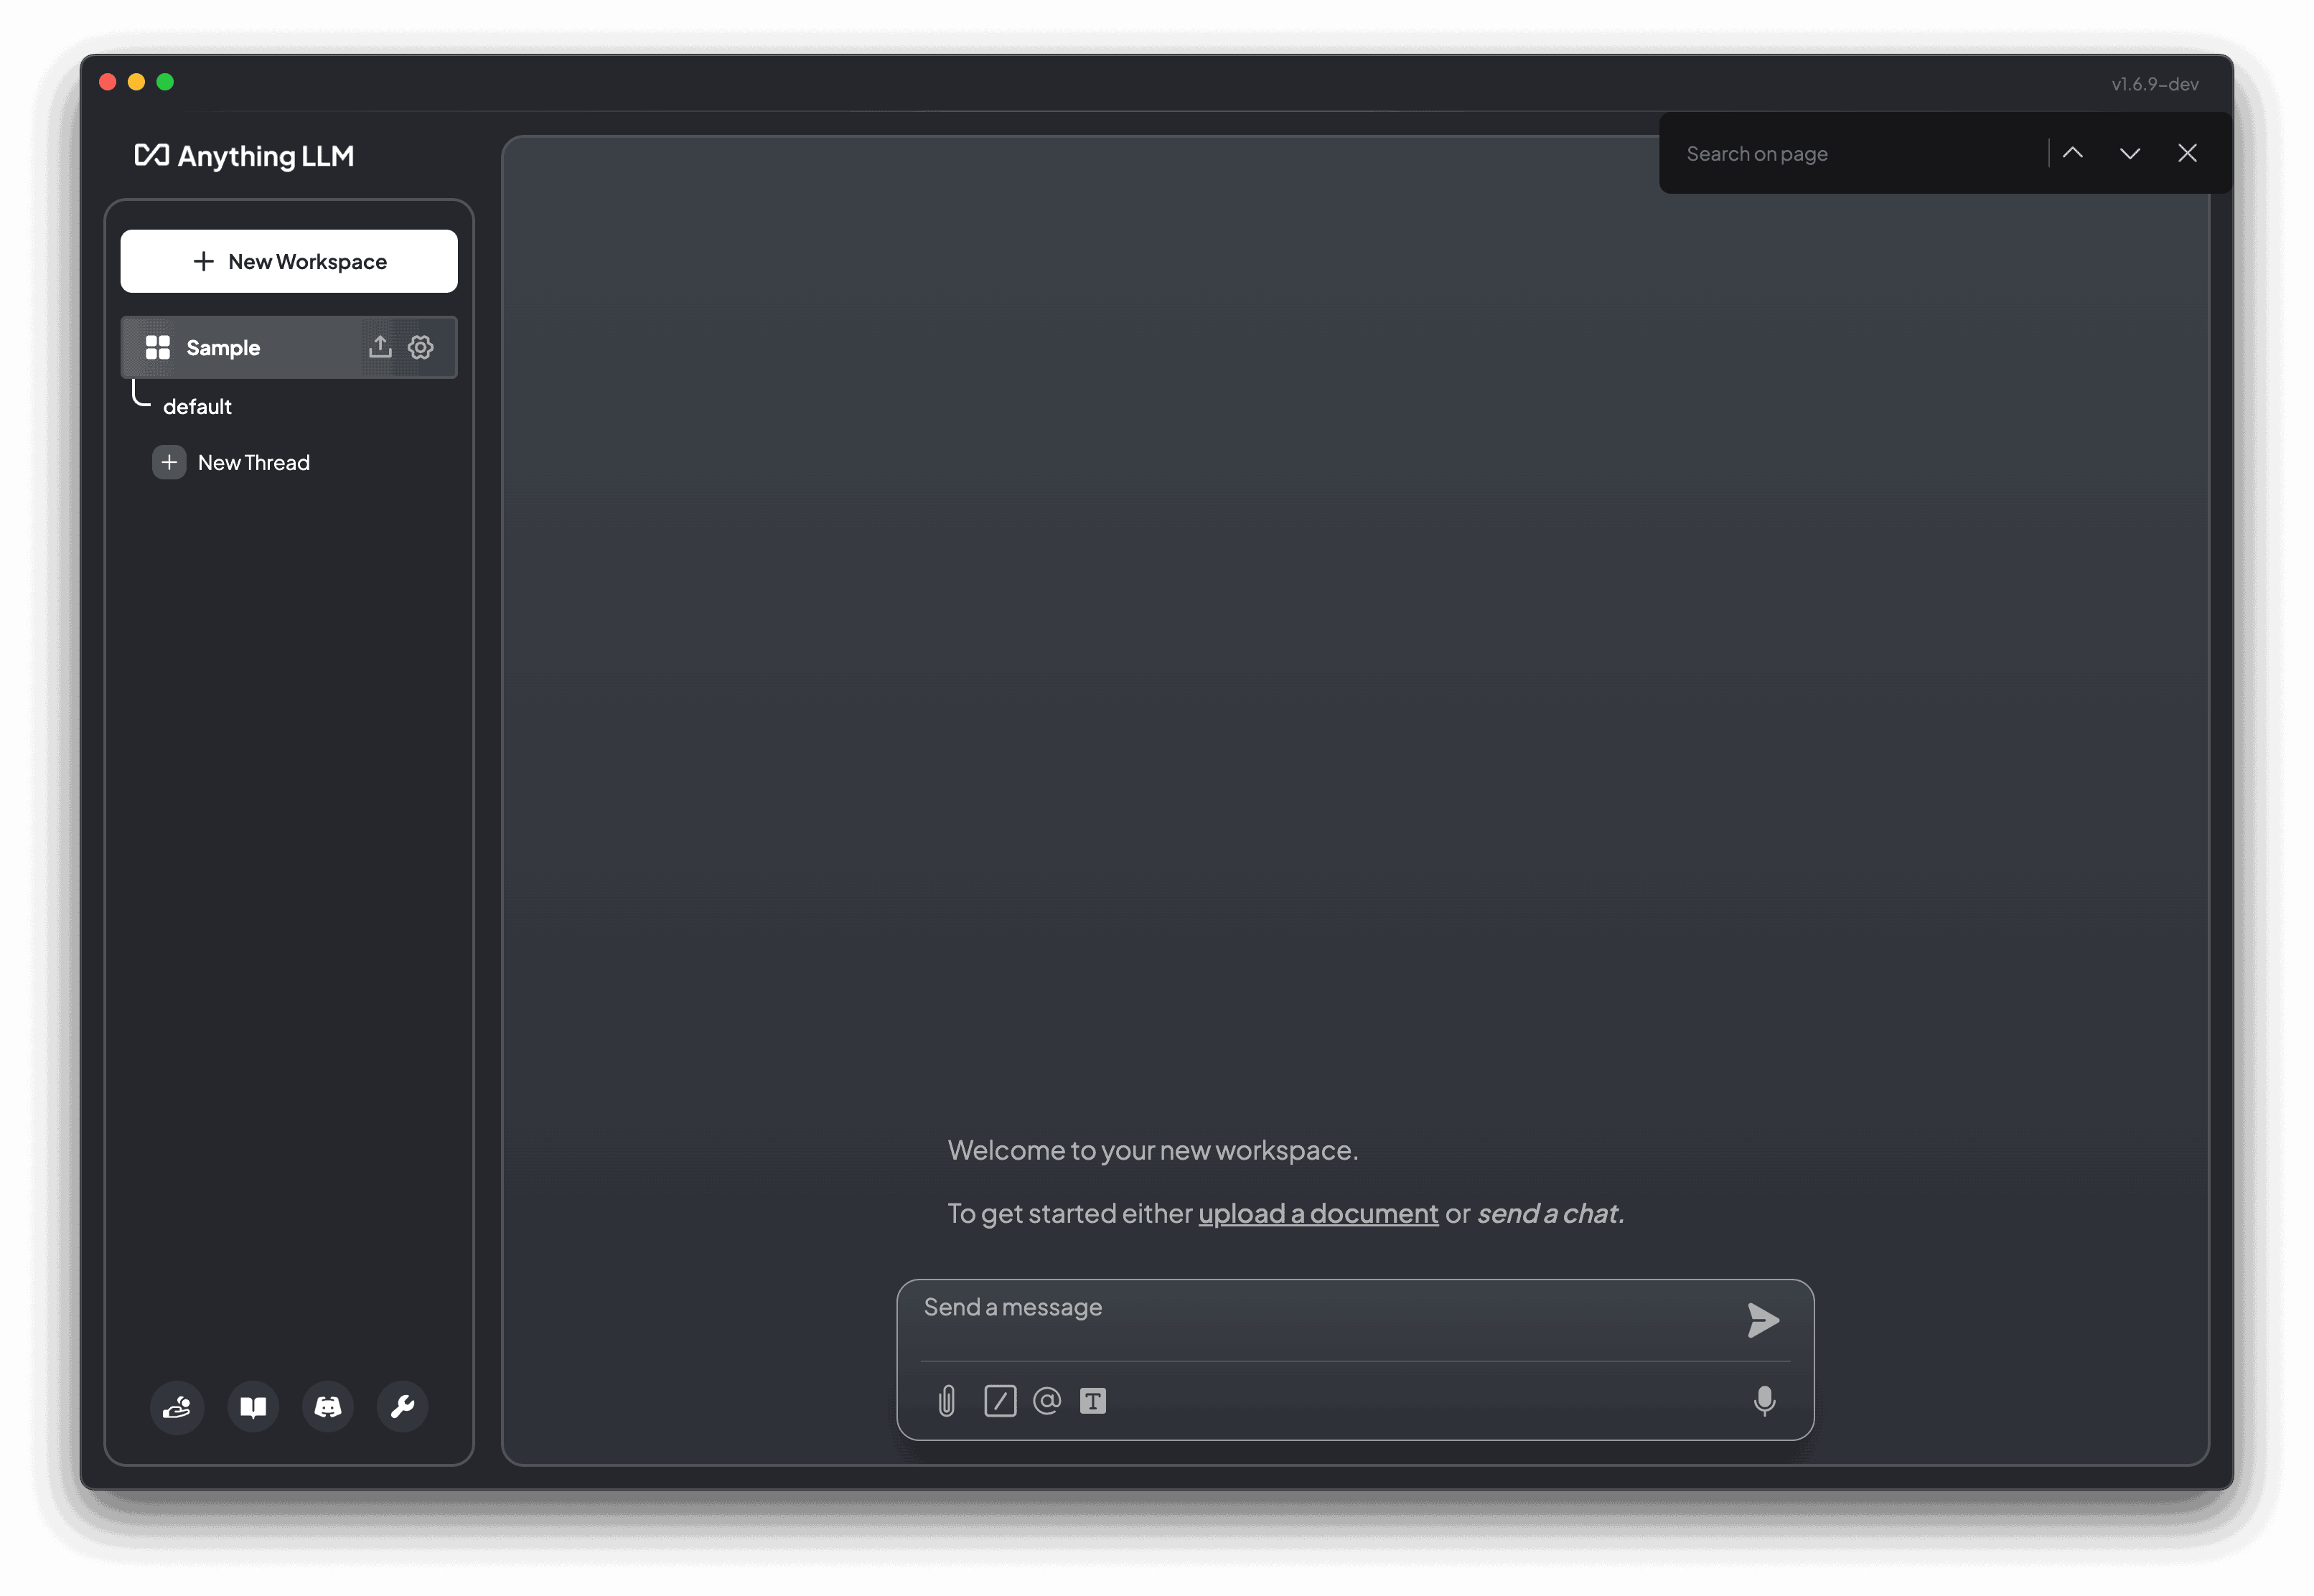 v1.6.9-dev
Anything LLM
Search on page
New Workspace
Sample
default
New Thread
Welcome to your new workspace.
To get started either upload a document or send a chat.
Send a message